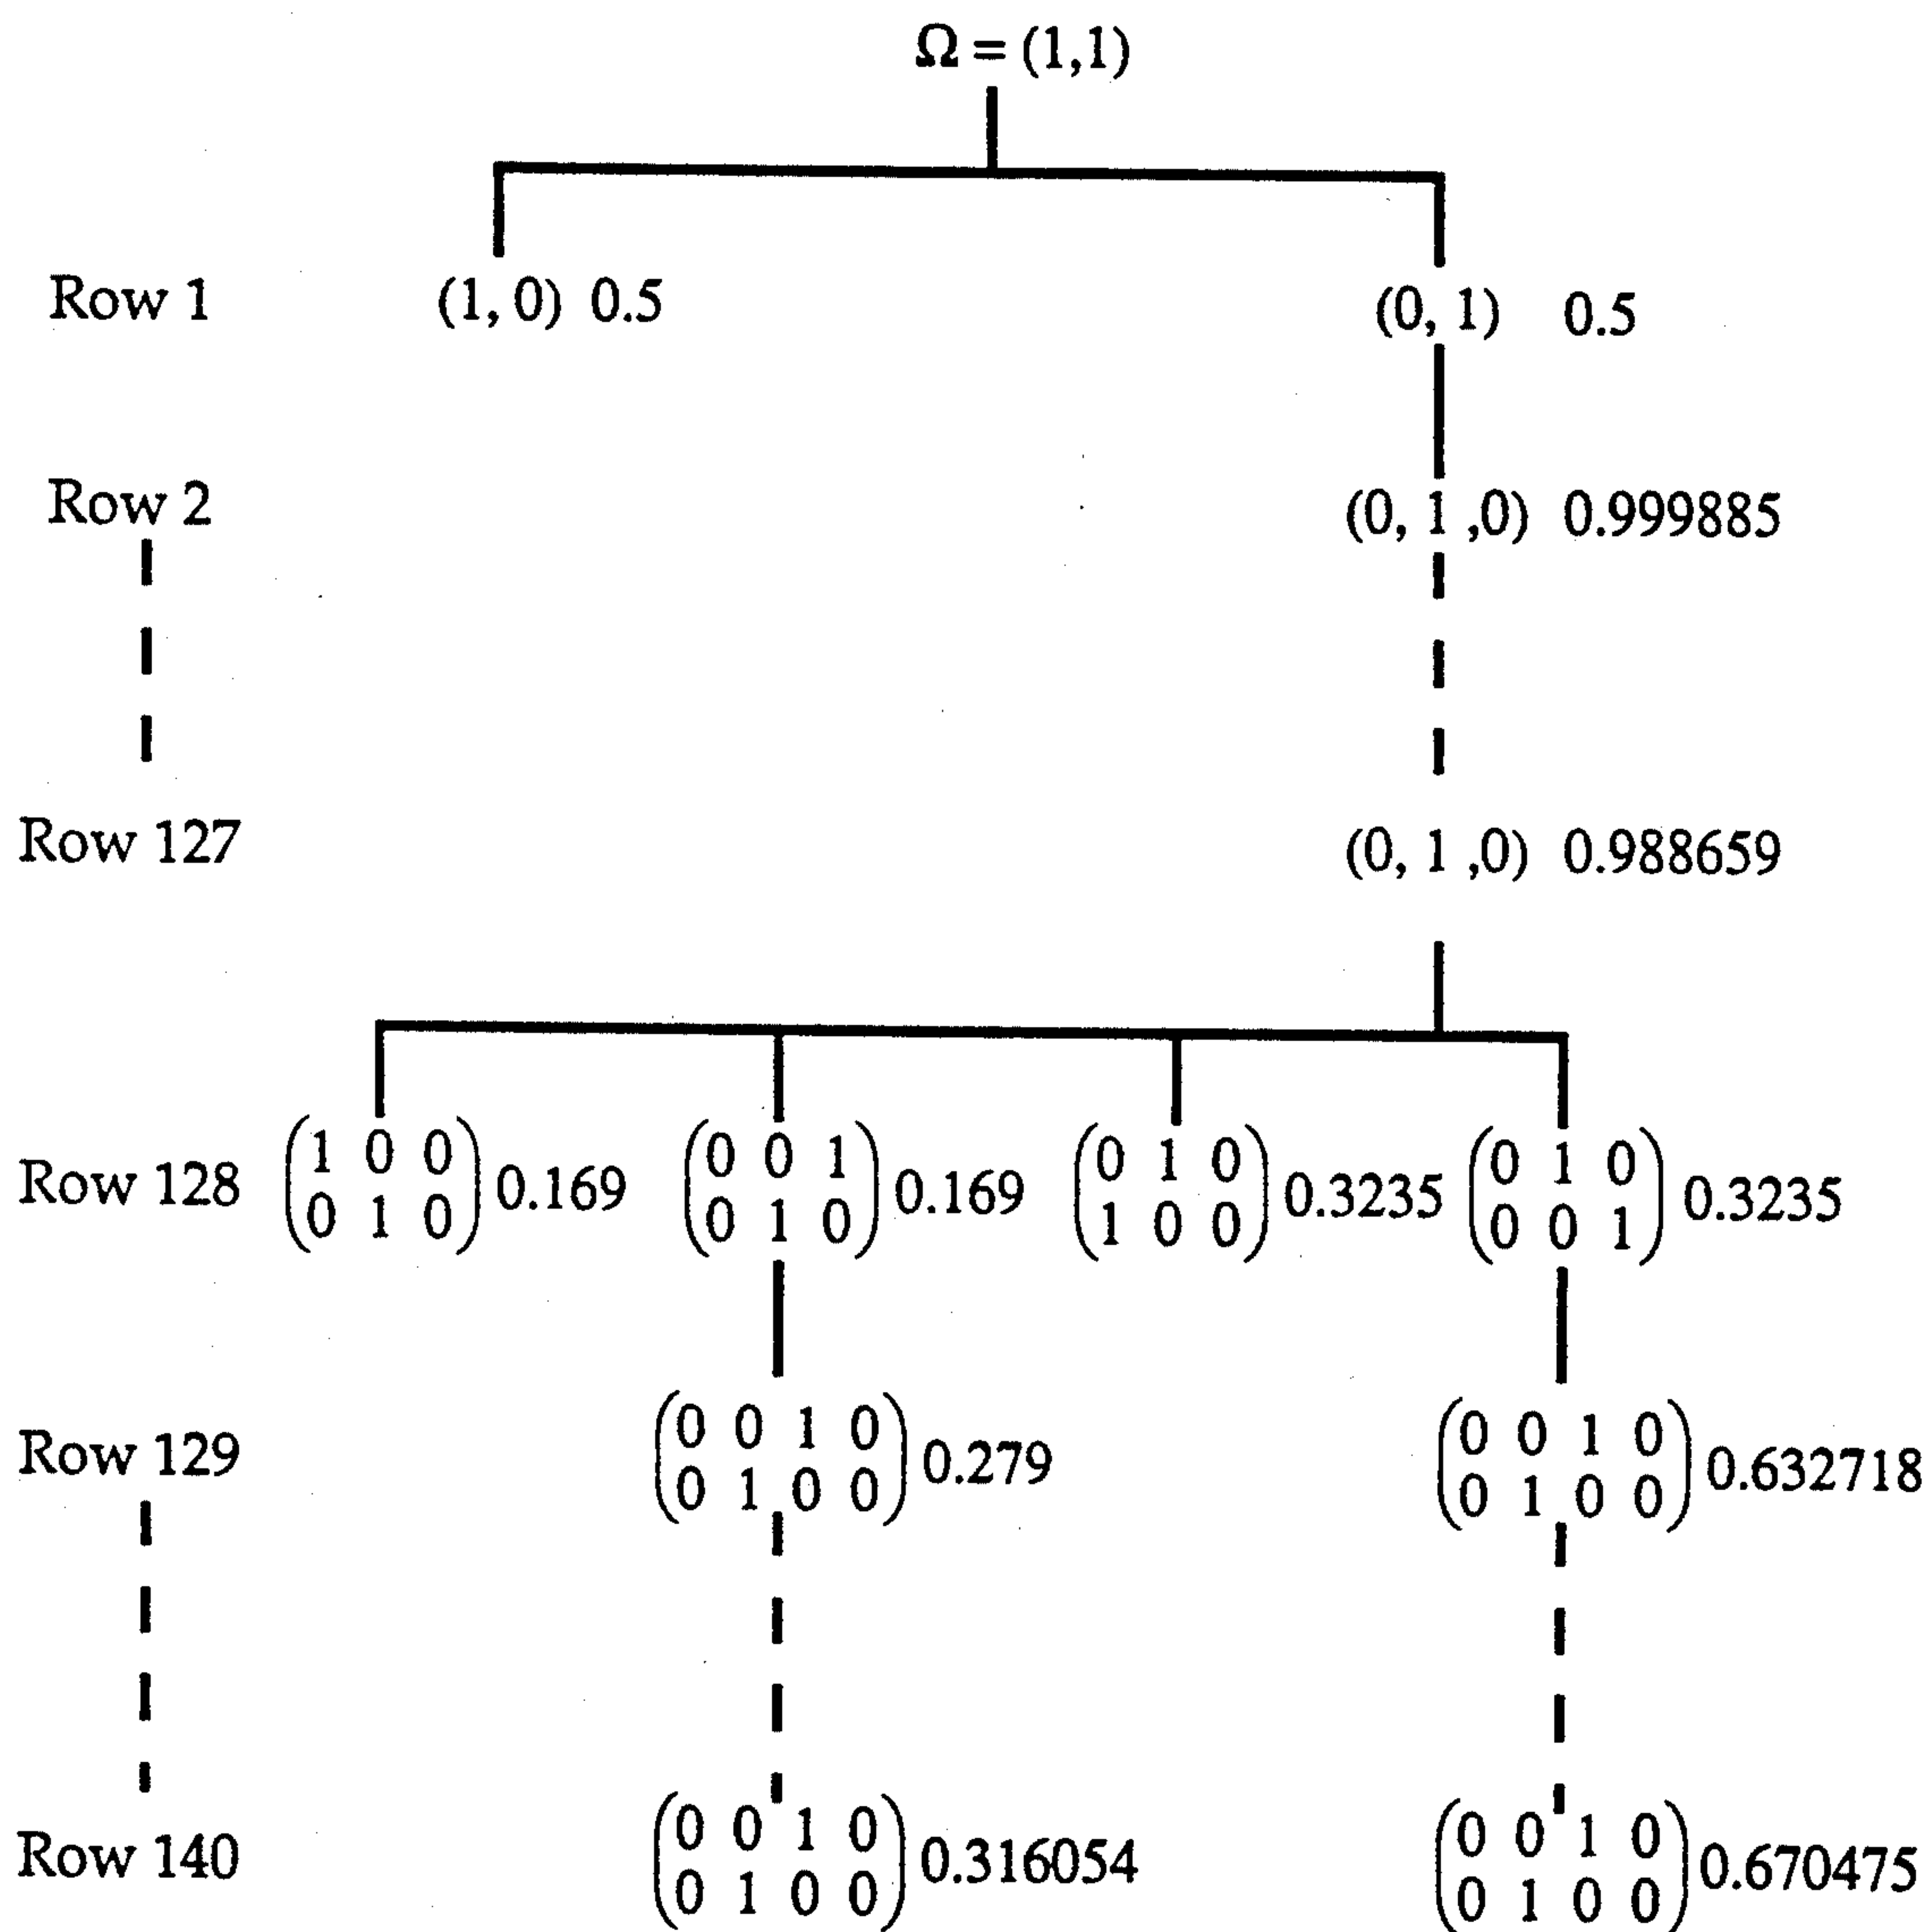 Ω = (1,1)
Row 1 (1, 0) 0.5 (0, 1) 0.5
Row 2 (0, 1 ,0) 0.999885
Row 127 (0, 1 ,0) 0.988659
1 0 0 0 0 1 0 1 0 0 1 0
Row 128 0.169 0.169 0.3235 0.3235
0 1 0 0 1 0 1 0 0 0 0 1
0 0 1 0 0 0 1 0
Row 129 0.279 0.632718
0 1 0 0 0 1 0 0
0 0 1 0 0 0 1 0
Row 140 0.316054 0.670475
0 1 0 0 0 1 0 0